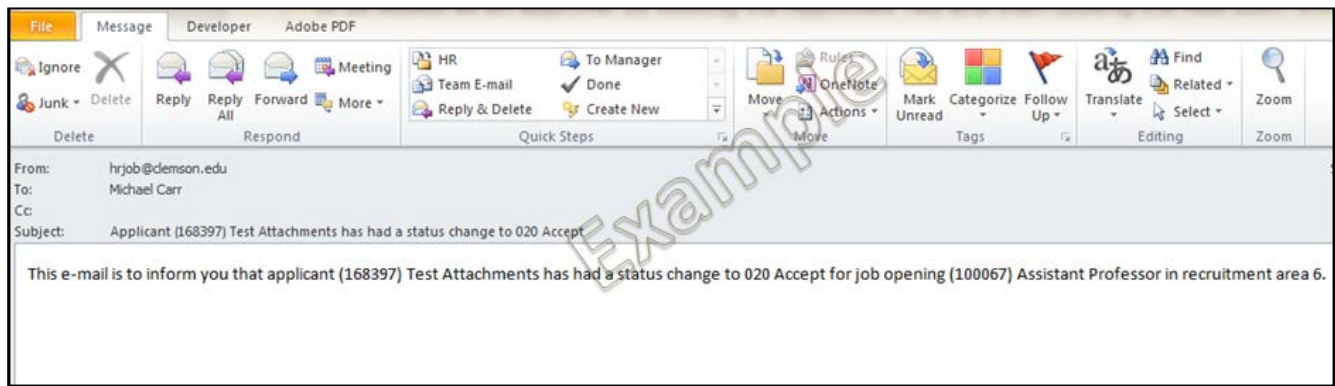 File Message Developer Adobe PDF
Ignore
Junk
Delete
Reply
Reply All
Forward
Meeting
More
HR
Team E-mail
Reply & Delete
To Manager
Done
Create New
Move
Rules
OneNote
Actions
Mark Unread
Categorize
Follow Up
Translate
Find
Related
Select
Zoom
Delete Respond Quick Steps Move Tags Editing Zoom
From: hrjob@clemson.edu
To: Michael Carr
Cc:
Subject: Applicant (168397) Test Attachments has had a status change to 020 Accept
Example
This e-mail is to inform you that applicant (168397) Test Attachments has had a status change to 020 Accept for job opening (100067) Assistant Professor in recruitment area 6.